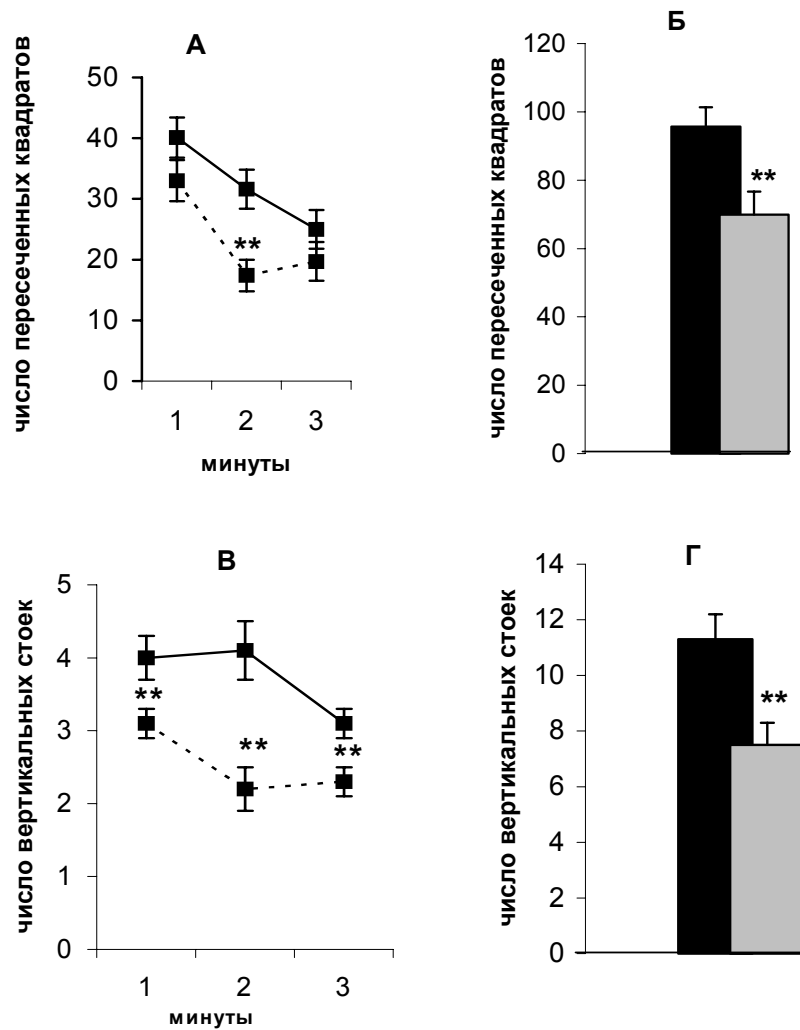 А
число пересеченных квадратов
50
40
30
20
10
0
**
1 2 3
минуты
Б
число пересеченных квадратов
120
100
80
60
40
20
0
**
В
число вертикальных стоек
5
4
3
2
1
0
**
**
**
1 2 3
минуты
Г
число вертикальных стоек
14
12
10
8
6
4
2
0
**